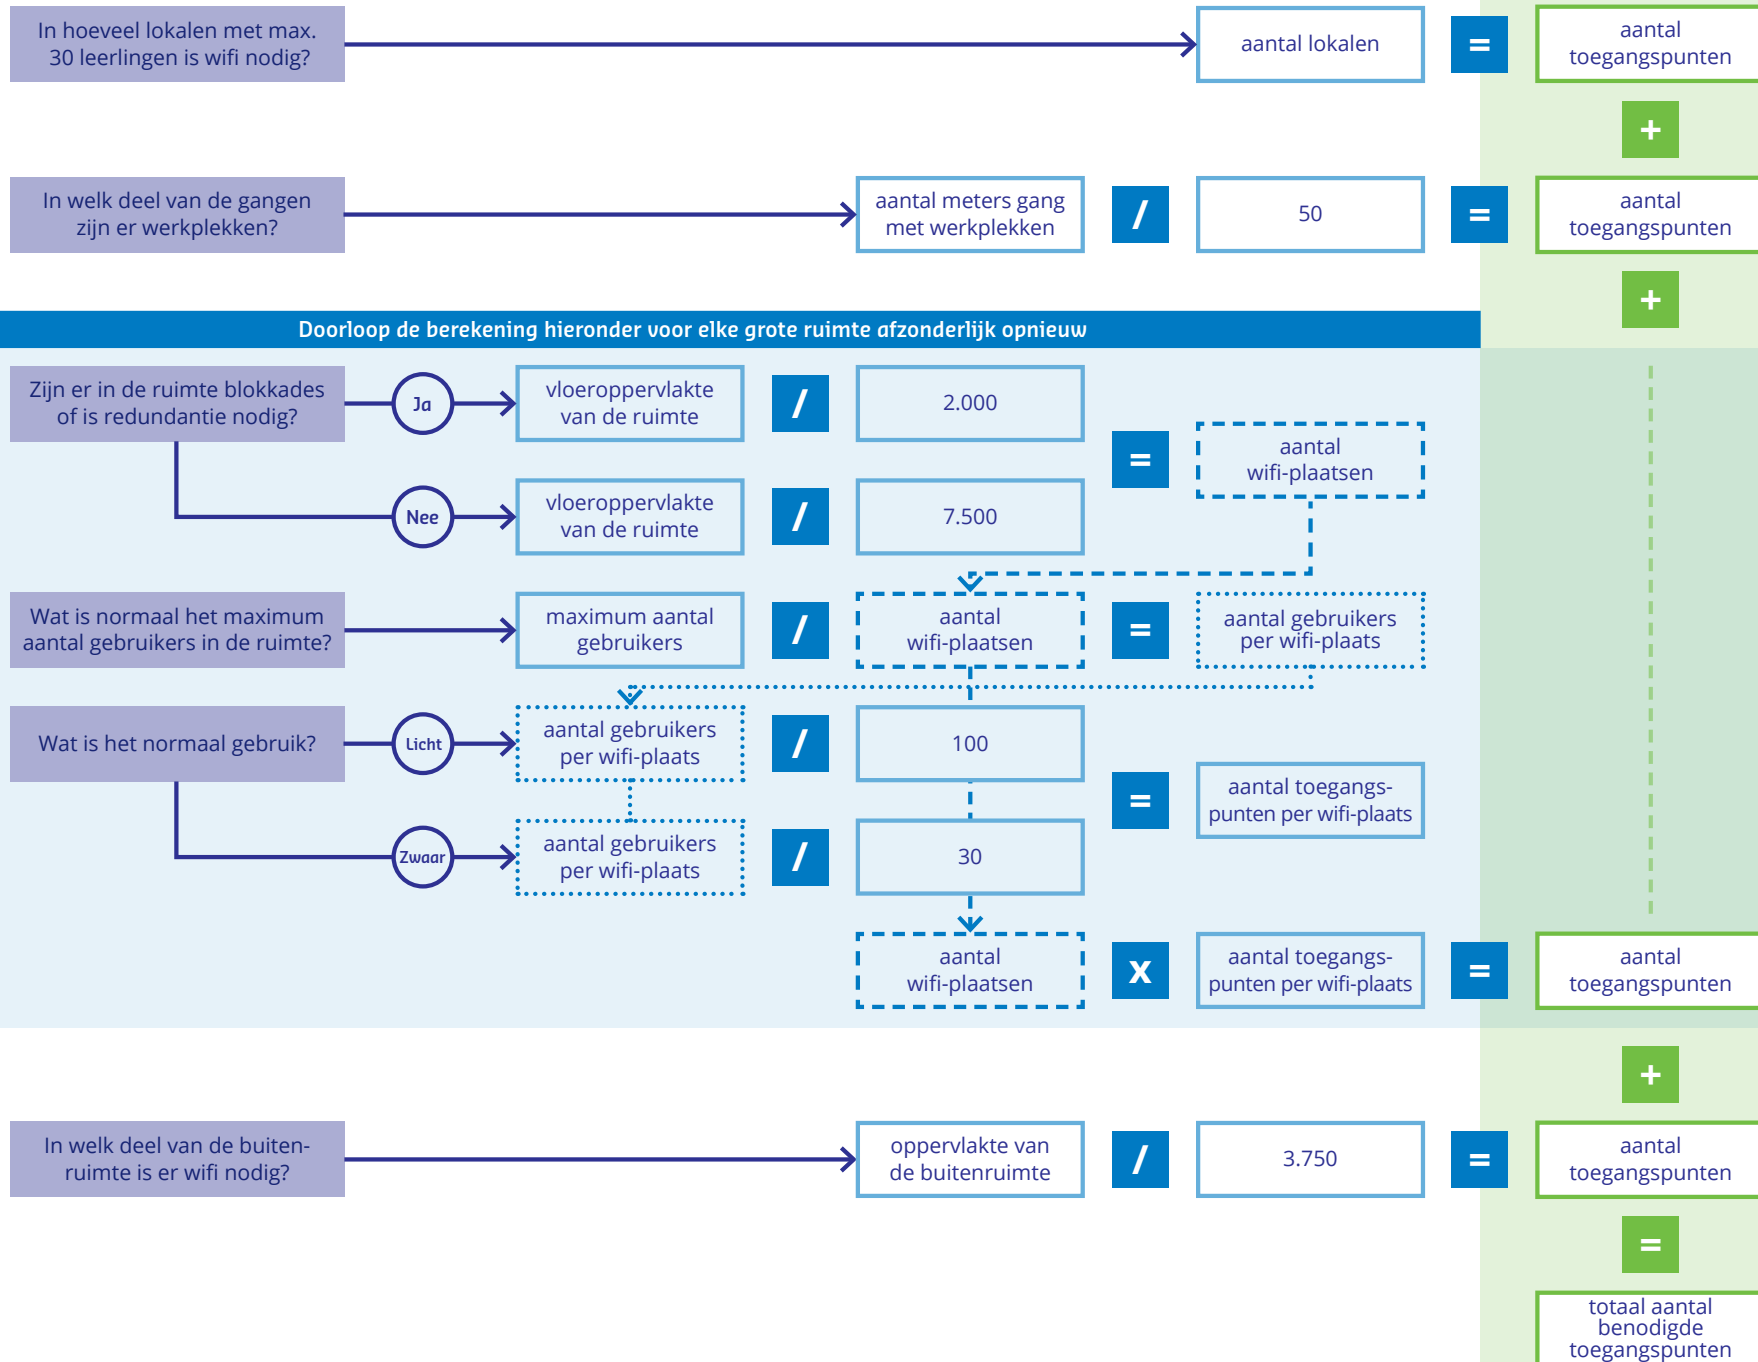 In hoeveel lokalen met max.
30 leerlingen is wifi nodig?
aantal lokalen
=
aantal
toegangspunten
+
In welk deel van de gangen
zijn er werkplekken?
aantal meters gang
met werkplekken
/
50
=
aantal
toegangspunten
+
Doorloop de berekening hieronder voor elke grote ruimte afzonderlijk opnieuw
Zijn er in de ruimte blokkades
of is redundantie nodig?
Ja
vloeroppervlakte
van de ruimte
/
2.000
Nee
vloeroppervlakte
van de ruimte
/
7.500
=
aantal
wifi-plaatsen
Wat is normaal het maximum
aantal gebruikers in de ruimte?
maximum aantal
gebruikers
/
aantal
wifi-plaatsen
=
aantal gebruikers
per wifi-plaats
Wat is het normaal gebruik?
Licht
aantal gebruikers
per wifi-plaats
/
100
Zwaar
aantal gebruikers
per wifi-plaats
/
30
=
aantal toegangs-
punten per wifi-plaats
aantal
wifi-plaatsen
x
aantal toegangs-
punten per wifi-plaats
=
aantal
toegangspunten
+
In welk deel van de buiten-
ruimte is er wifi nodig?
oppervlakte van
de buitenruimte
/
3.750
=
aantal
toegangspunten
=
totaal aantal
benodigde
toegangspunten